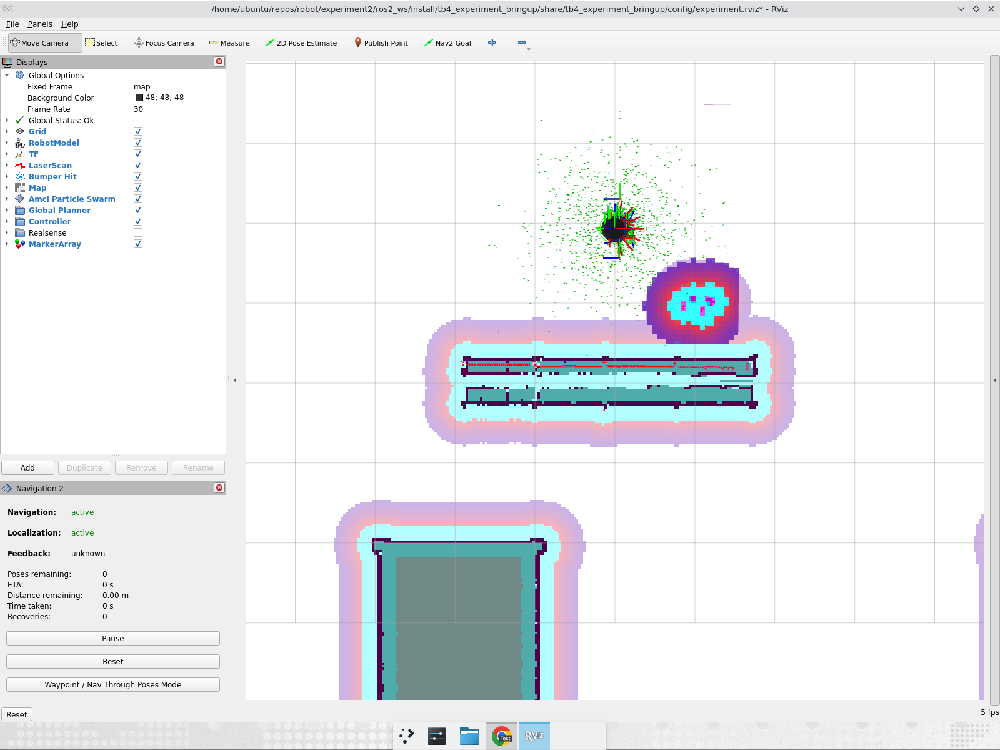 /home/ubuntu/repos/robot/experiment2/ros2_ws/install/tb4_experiment_bringup/share/tb4_experiment_bringup/config/experiment.rviz* - RViz
File Panels Help
Move Camera Select Focus Camera Measure 2D Pose Estimate Publish Point Nav2 Goal
Displays
Global Options
Fixed Frame map
Background Color 48; 48; 48
Frame Rate 30
Global Status: Ok
Grid
RobotModel
TF
LaserScan
Bumper Hit
Map
Amcl Particle Swarm
Global Planner
Controller
Realsense
MarkerArray
Add Duplicate Remove Rename
Navigation 2
Navigation: active
Localization: active
Feedback: unknown
Poses remaining: 0
ETA: 0 s
Distance remaining: 0.00 m
Time taken: 0 s
Recoveries: 0
Pause
Reset
Waypoint / Nav Through Poses Mode
Reset
5 fps
Test
RViz